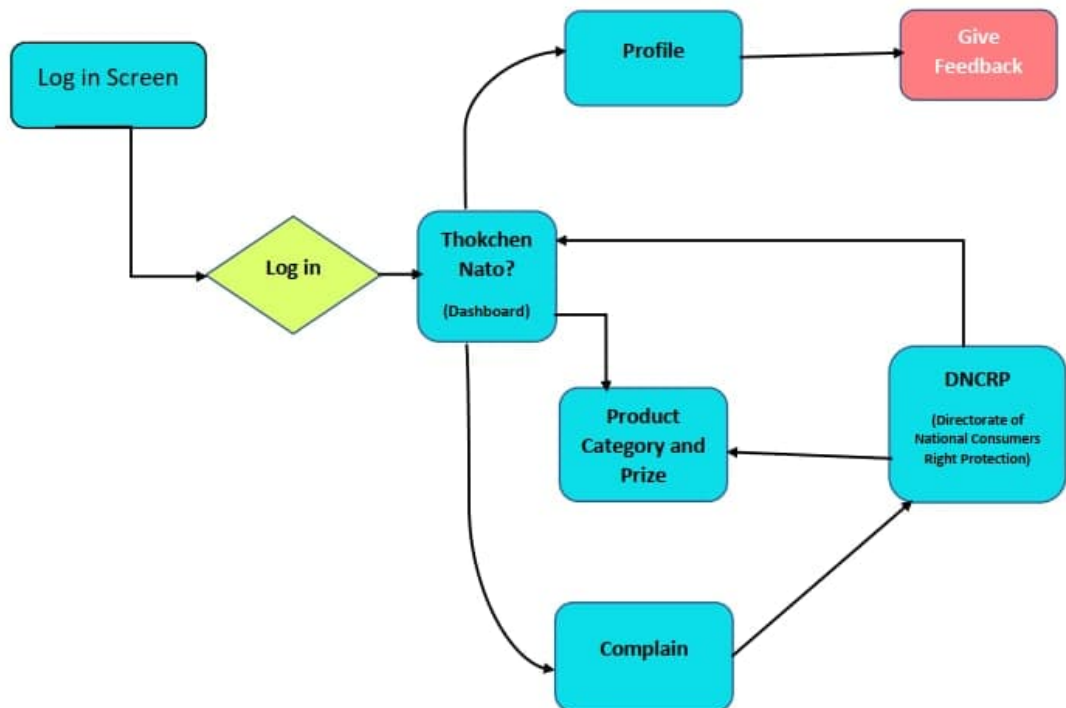 Log in Screen
Profile
Give
Feedback
Log in
Thokchen
Nato?
(Dashboard)
DNCRP
(Directorate of
National Consumers
Right Protection)
Product
Category and
Prize
Complain